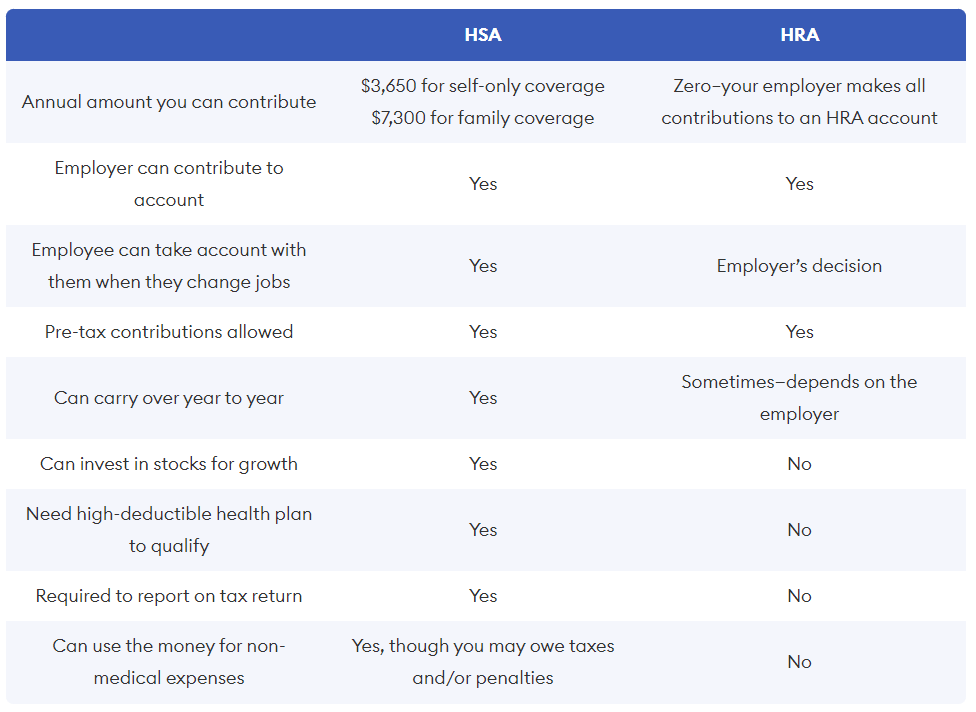 HSA HRA
Annual amount you can contribute
$3,650 for self-only coverage
$7,300 for family coverage
Zero–your employer makes all
contributions to an HRA account
Employer can contribute to
account
Yes
Yes
Employee can take account with
them when they change jobs
Yes
Employer’s decision
Pre-tax contributions allowed
Yes
Yes
Can carry over year to year
Yes
Sometimes–depends on the
employer
Can invest in stocks for growth
Yes
No
Need high-deductible health plan
to qualify
Yes
No
Required to report on tax return
Yes
No
Can use the money for non-
medical expenses
Yes, though you may owe taxes
and/or penalties
No